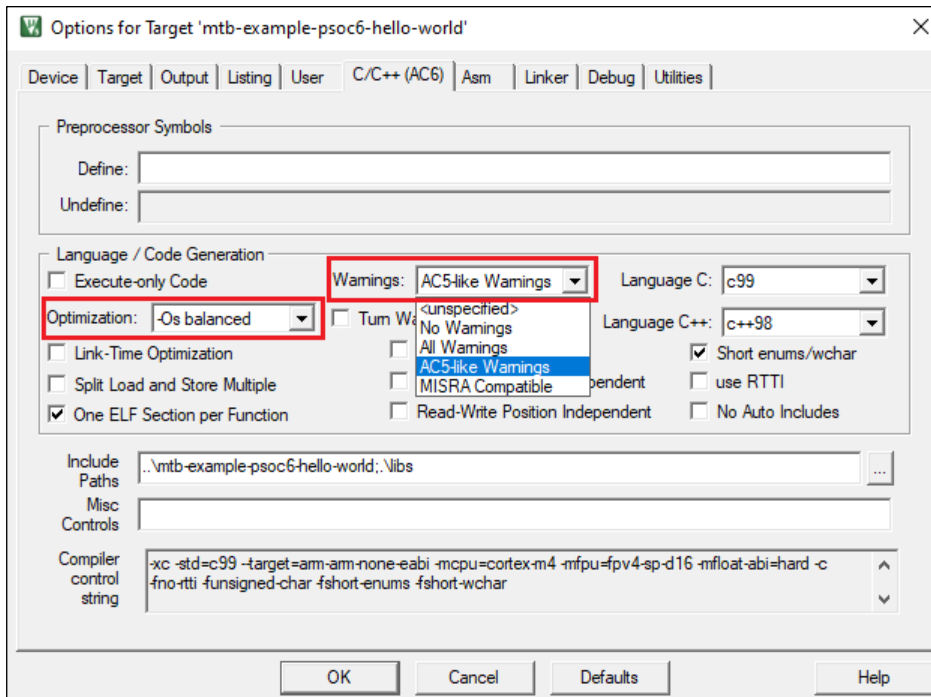 Options for Target 'mtb-example-psoc6-hello-world'
Device Target Output Listing User C/C++ (AC6) Asm Linker Debug Utilities
Preprocessor Symbols
Define:
Undefine:
Language / Code Generation
Execute-only Code Warnings: AC5-like Warnings Language C: c99
<unspecified>
Optimization: -Os balanced Turn Language C++: c++98
No Warnings
All Warnings
Link-Time Optimization Short enums/wchar
AC5-like Warnings
Split Load and Store Multiple use RTTI
MISRA Compatible
One ELF Section per Function Read-Write Position Independent No Auto Includes
Include Paths ..\mtb-example-psoc6-hello-world;.\libs ...
Misc Controls
Compiler control string
-xc -std=c99 --target=arm-arm-none-eabi -mcpu=cortex-m4 -mfpu=fpv4-sp-d16 -mfloat-abi=hard -c
-fno-rtti -funsigned-char -fshort-enums -fshort-wchar
OK Cancel Defaults Help